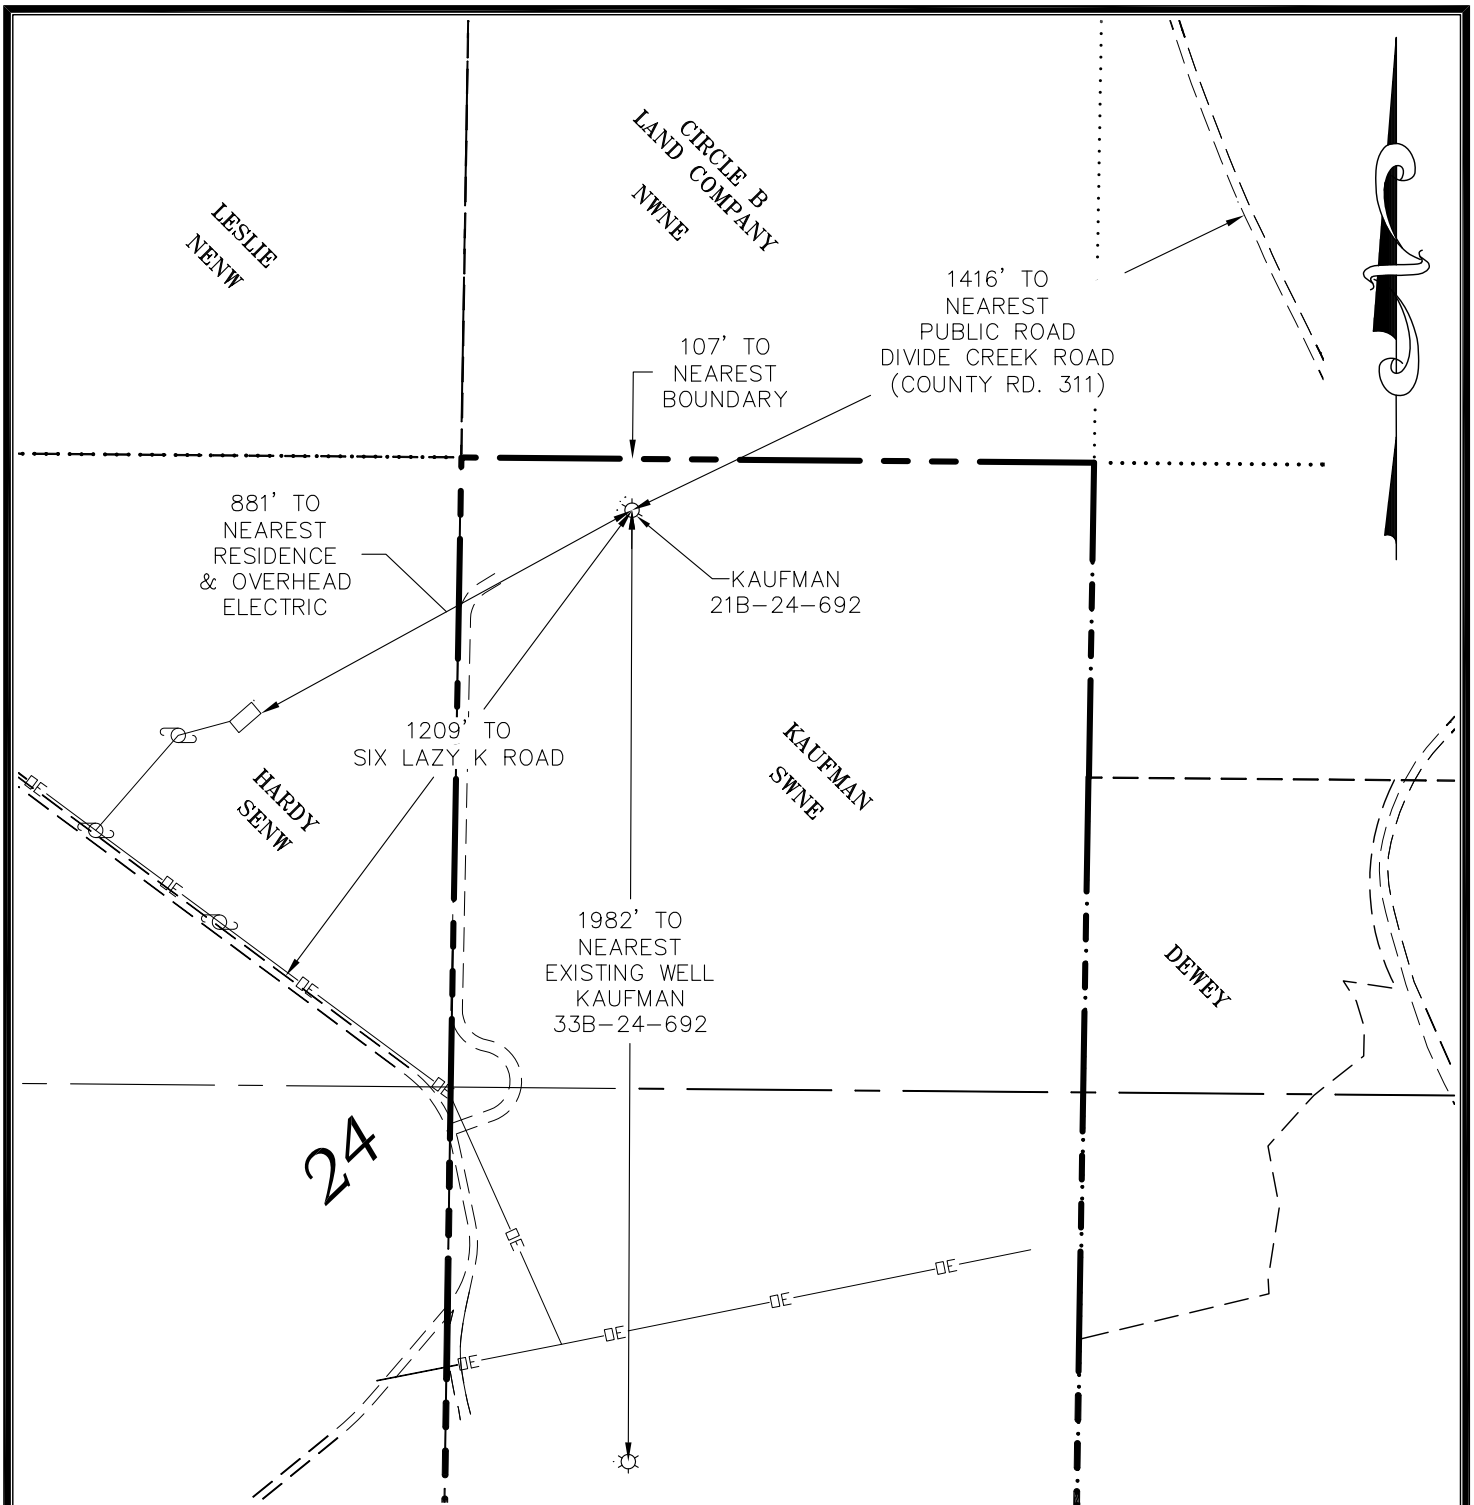 CIRCLE B
LAND COMPANY
NWNE
LESLIE
NENW
1416' TO
NEAREST
PUBLIC ROAD
DIVIDE CREEK ROAD
(COUNTY RD. 311)
107' TO
NEAREST
BOUNDARY
881' TO
NEAREST
RESIDENCE
& OVERHEAD
ELECTRIC
KAUFMAN
21B-24-692
1209' TO
SIX LAZY K ROAD
KAUFMAN
SWNE
HARDY
SENW
OE
OE
OE
OE
1982' TO
NEAREST
EXISTING WELL
KAUFMAN
33B-24-692
DEWEY
24
OE
OE
OE
OE
OE